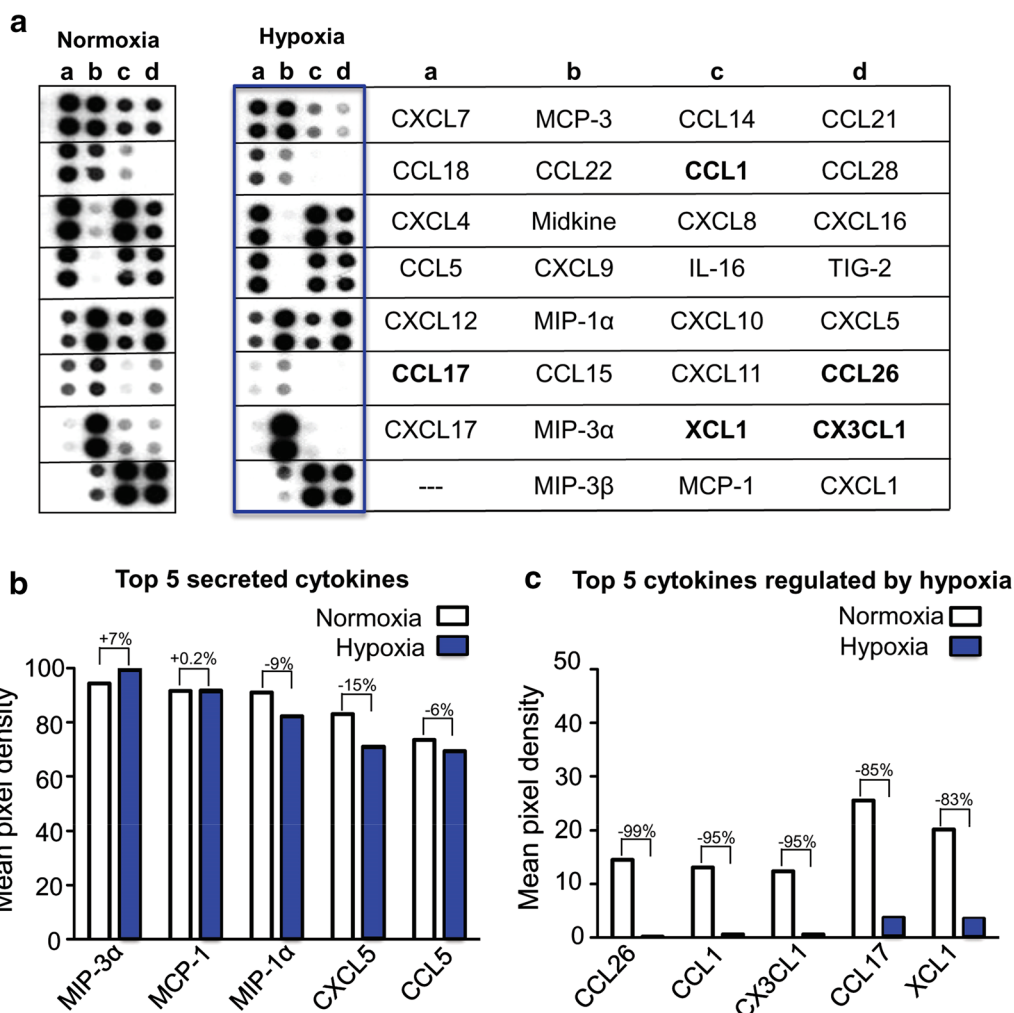 a
Normoxia
Hypoxia
a b c d
a b c d
a b c d
CXCL7 MCP-3 CCL14 CCL21
CCL18 CCL22 CCL1 CCL28
CXCL4 Midkine CXCL8 CXCL16
CCL5 CXCL9 IL-16 TIG-2
CXCL12 MIP-1α CXCL10 CXCL5
CCL17 CCL15 CXCL11 CCL26
CXCL17 MIP-3α XCL1 CX3CL1
--- MIP-3β MCP-1 CXCL1
b
Top 5 secreted cytokines
Normoxia
Hypoxia
+7%
+0.2%
-9%
-15%
-6%
Mean pixel density
100
80
60
40
20
0
MIP-3α
MCP-1
MIP-1α
CXCL5
CCL5
c
Top 5 cytokines regulated by hypoxia
Normoxia
Hypoxia
-99%
-95%
-95%
-85%
-83%
Mean pixel density
50
40
30
20
10
0
CCL26
CCL1
CX3CL1
CCL17
XCL1